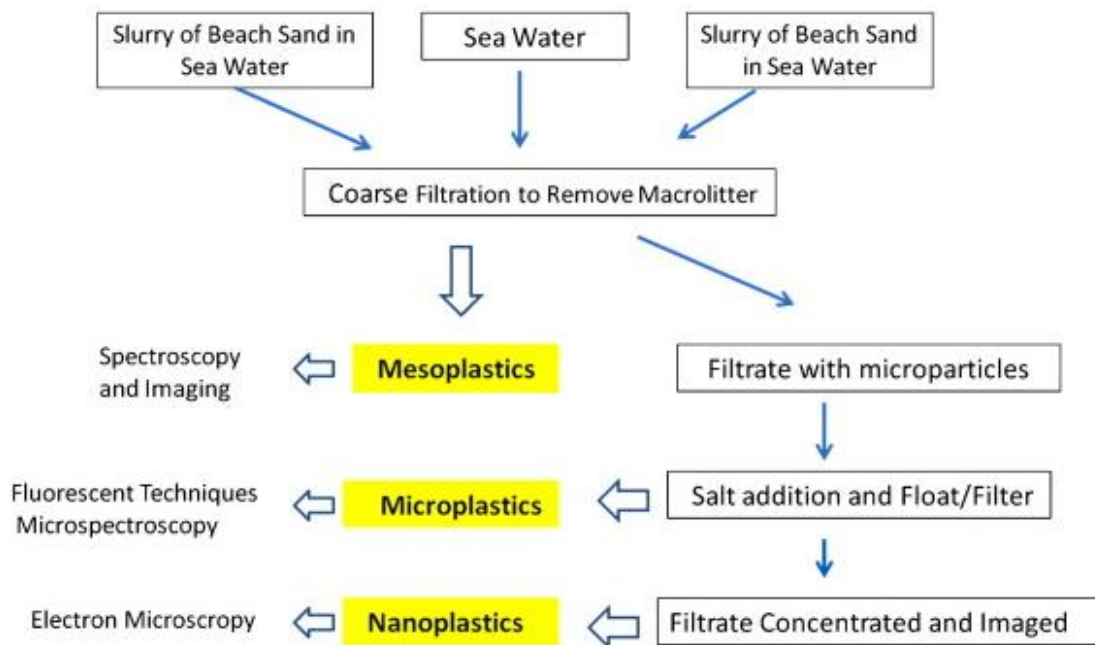 Slurry of Beach Sand in
Sea Water
Sea Water
Slurry of Beach Sand
in Sea Water
Coarse Filtration to Remove Macrolitter
Spectroscopy
and Imaging
Mesoplastics
Filtrate with microparticles
Fluorescent Techniques
Microspectroscopy
Microplastics
Salt addition and Float/Filter
Electron Microscopy
Nanoplastics
Filtrate Concentrated and Imaged